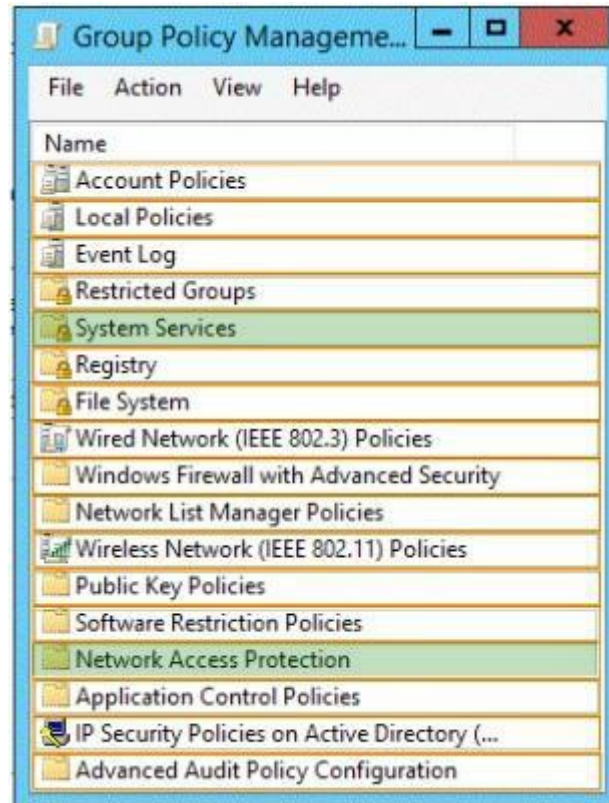 Group Policy Manageme...
File Action View Help
Name
Account Policies
Local Policies
Event Log
Restricted Groups
System Services
Registry
File System
Wired Network (IEEE 802.3) Policies
Windows Firewall with Advanced Security
Network List Manager Policies
Wireless Network (IEEE 802.11) Policies
Public Key Policies
Software Restriction Policies
Network Access Protection
Application Control Policies
IP Security Policies on Active Directory (...
Advanced Audit Policy Configuration